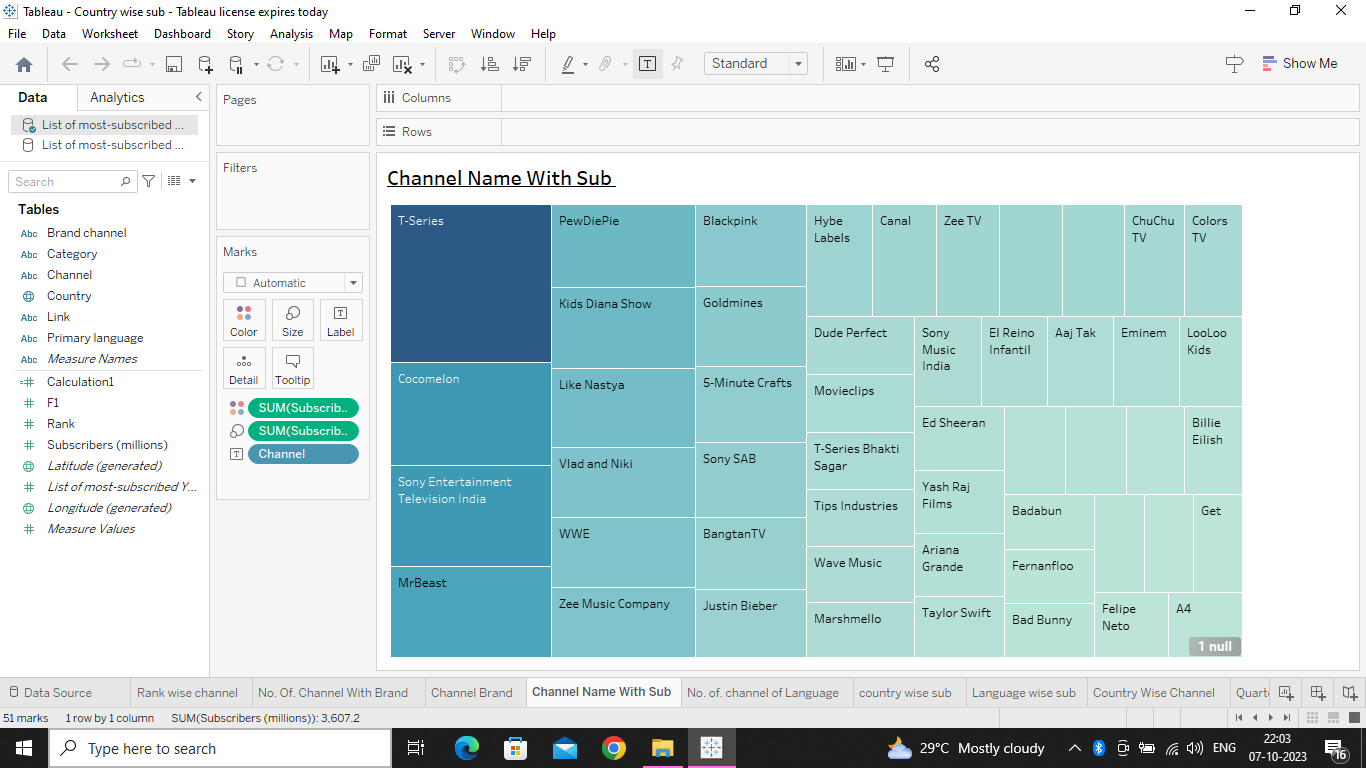 Tableau - Country wise sub - Tableau license expires today
File Data Worksheet Dashboard Story Analysis Map Format Server Window Help
Standard
Show Me
Data Analytics
List of most-subscribed ...
List of most-subscribed ...
Search
Tables
Abc Brand channel
Abc Category
Abc Channel
Country
Abc Link
Abc Primary language
Abc Measure Names
Calculation1
F1
Rank
Subscribers (millions)
Latitude (generated)
List of most-subscribed Y...
Longitude (generated)
Measure Values
Pages
Filters
Marks
Automatic
Color Size Label
Detail Tooltip
SUM(Subscrib..
SUM(Subscrib..
Channel
Columns
Rows
Channel Name With Sub
T-Series
Cocomelon
Sony Entertainment
Television India
MrBeast
PewDiePie
Kids Diana Show
Like Nastya
Vlad and Niki
WWE
Zee Music Company
Blackpink
Goldmines
5-Minute Crafts
Sony SAB
BangtanTV
Justin Bieber
Hybe
Labels
Canal
Zee TV
ChuChu
TV
Colors
TV
Dude Perfect
Movieclips
T-Series Bhakti
Sagar
Tips Industries
Wave Music
Marshmello
Sony
Music
India
El Reino
Infantil
Aaj Tak
Eminem
LooLoo
Kids
Ed Sheeran
Yash Raj
Films
Ariana
Grande
Taylor Swift
Billie
Eilish
Badabun
Fernanfloo
Bad Bunny
Get
Felipe
Neto
A4
1 null
Data Source Rank wise channel No. Of. Channel With Brand Channel Brand Channel Name With Sub No. of. channel of Language country wise sub Language wise sub Country Wise Channel Quart
51 marks 1 row by 1 column SUM(Subscribers (millions)): 3,607.2
Type here to search
29°C Mostly cloudy
ENG
22:03
07-10-2023
16